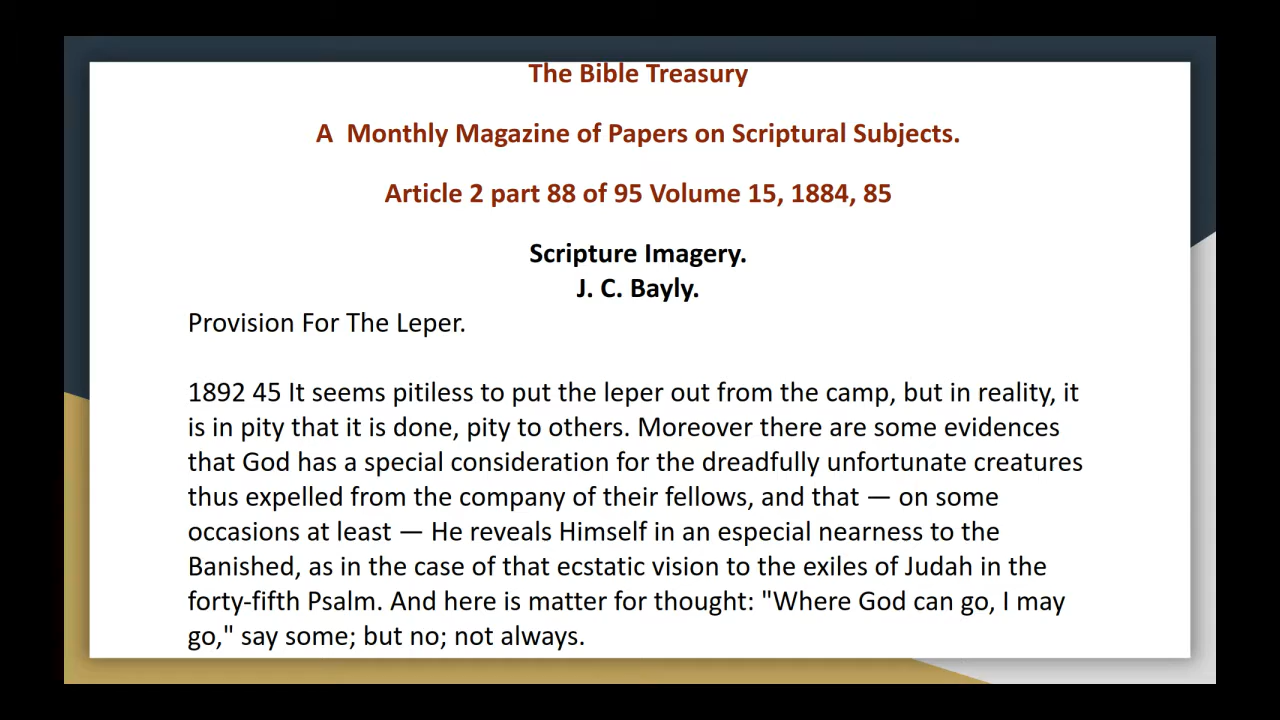 The Bible Treasury
A  Monthly Magazine of Papers on Scriptural Subjects.
Article 2 part 88 of 95 Volume 15, 1884, 85
Scripture Imagery.
J. C. Bayly.
Provision For The Leper.
1892 45 It seems pitiless to put the leper out from the camp, but in reality, it
is in pity that it is done, pity to others. Moreover there are some evidences
that God has a special consideration for the dreadfully unfortunate creatures
thus expelled from the company of their fellows, and that — on some
occasions at least — He reveals Himself in an especial nearness to the
Banished, as in the case of that ecstatic vision to the exiles of Judah in the
forty-fifth Psalm. And here is matter for thought: "Where God can go, I may
go," say some; but no; not always.